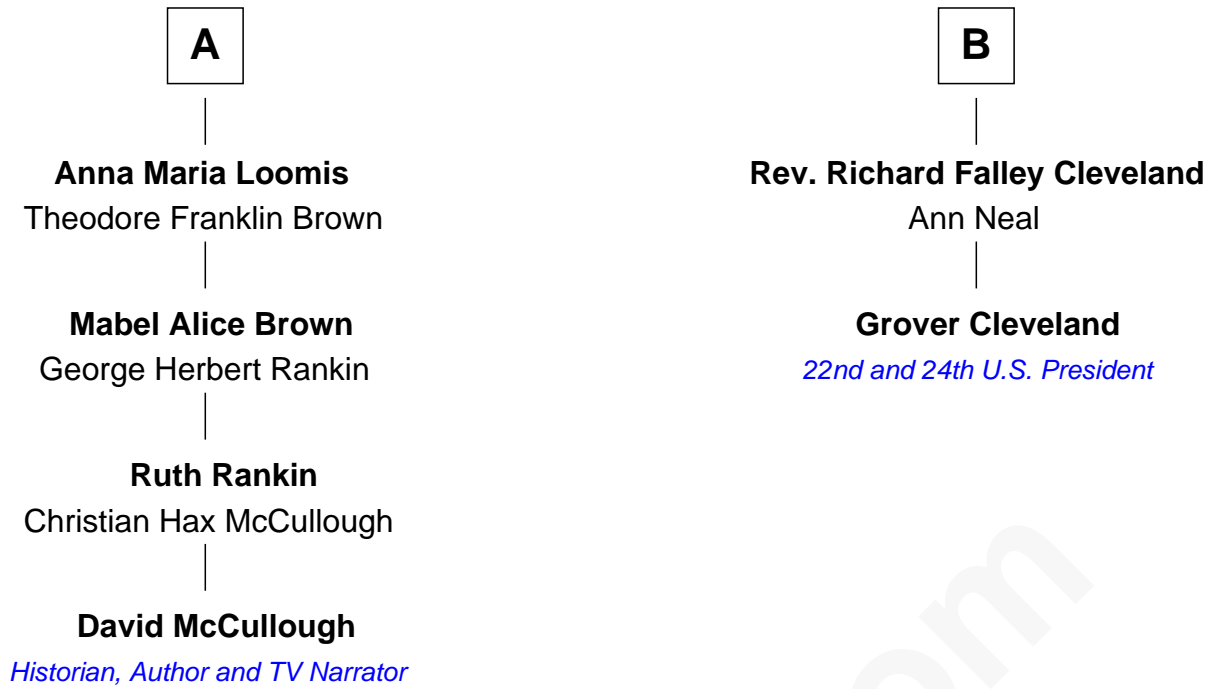 A
Anna Maria Loomis
Theodore Franklin Brown
Mabel Alice Brown
George Herbert Rankin
Ruth Rankin
Christian Hax McCullough
David McCullough
Historian, Author and TV Narrator
B
Rev. Richard Falley Cleveland
Ann Neal
Grover Cleveland
22nd and 24th U.S. President
om